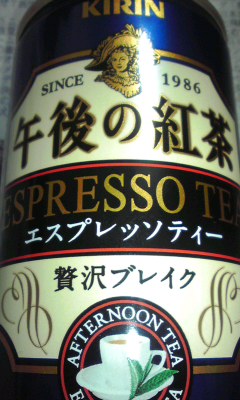 KIRIN
SINCE 1986
午後の紅茶
ESPRESSO TEA
エスプレッソティー
贅沢ブレイク
AFTERNOON TEA